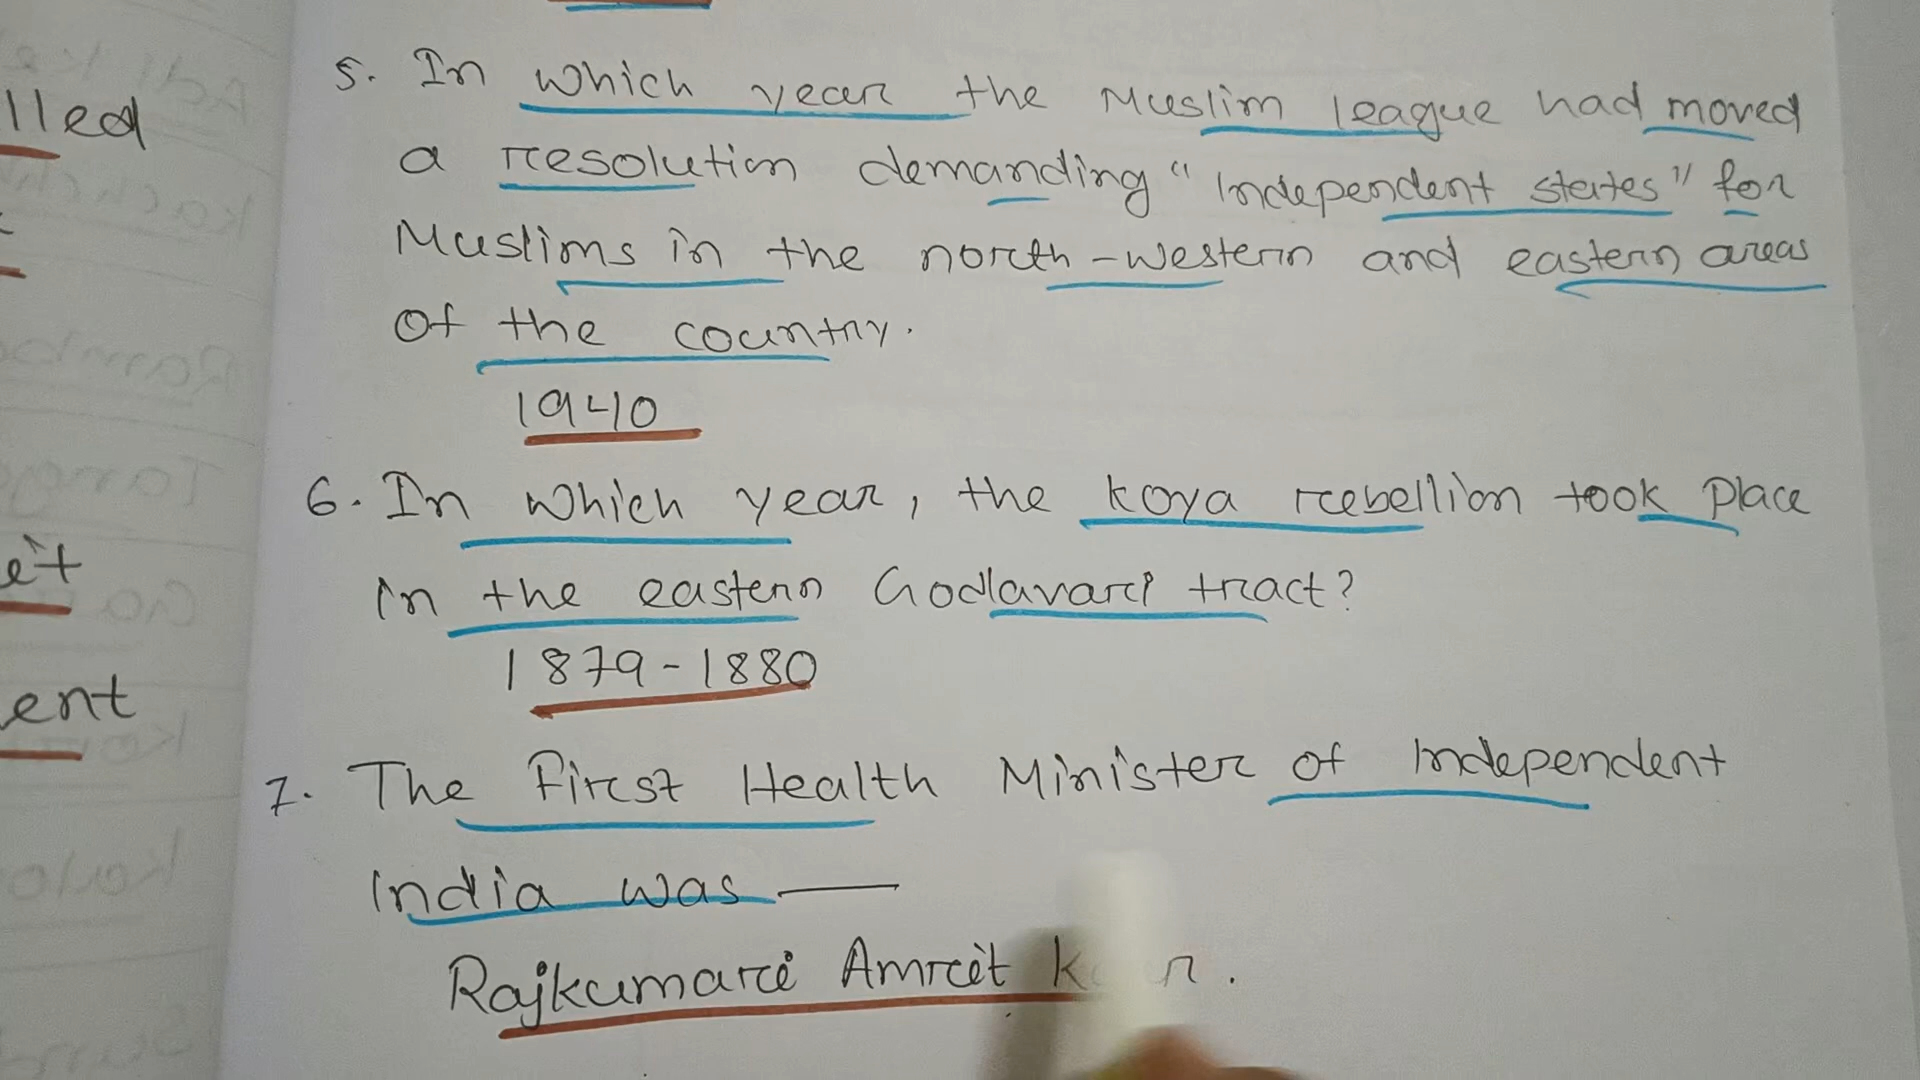 lled
et
ent
5. In which year the Muslim league had moved
a resolution demanding "Independent states" for
Muslims in the north-western and eastern areas
of the country.
1940
6. In which year, the koya rebellion took place
in the eastern Godavari tract?
1879-1880
7. The First Health Minister of Independent
India was —
Rajkumari Amrit